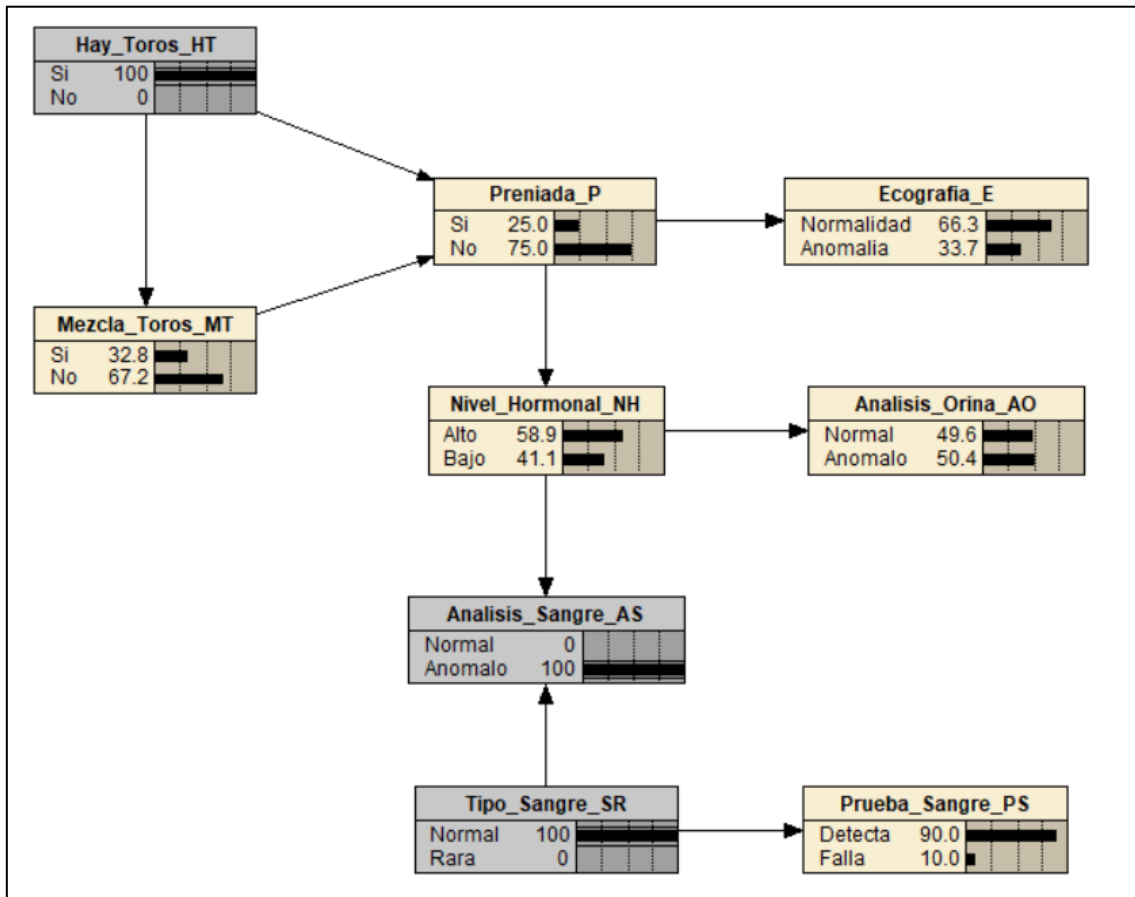 Hay_Toros_HT
Si 100
No 0
Preniada_P
Si 25.0
No 75.0
Ecografia_E
Normalidad 66.3
Anomalia 33.7
Mezcla_Toros_MT
Si 32.8
No 67.2
Nivel_Hormonal_NH
Alto 58.9
Bajo 41.1
Analisis_Orina_AO
Normal 49.6
Anomalo 50.4
Analisis_Sangre_AS
Normal 0
Anomalo 100
Tipo_Sangre_SR
Normal 100
Rara 0
Prueba_Sangre_PS
Detecta 90.0
Falla 10.0